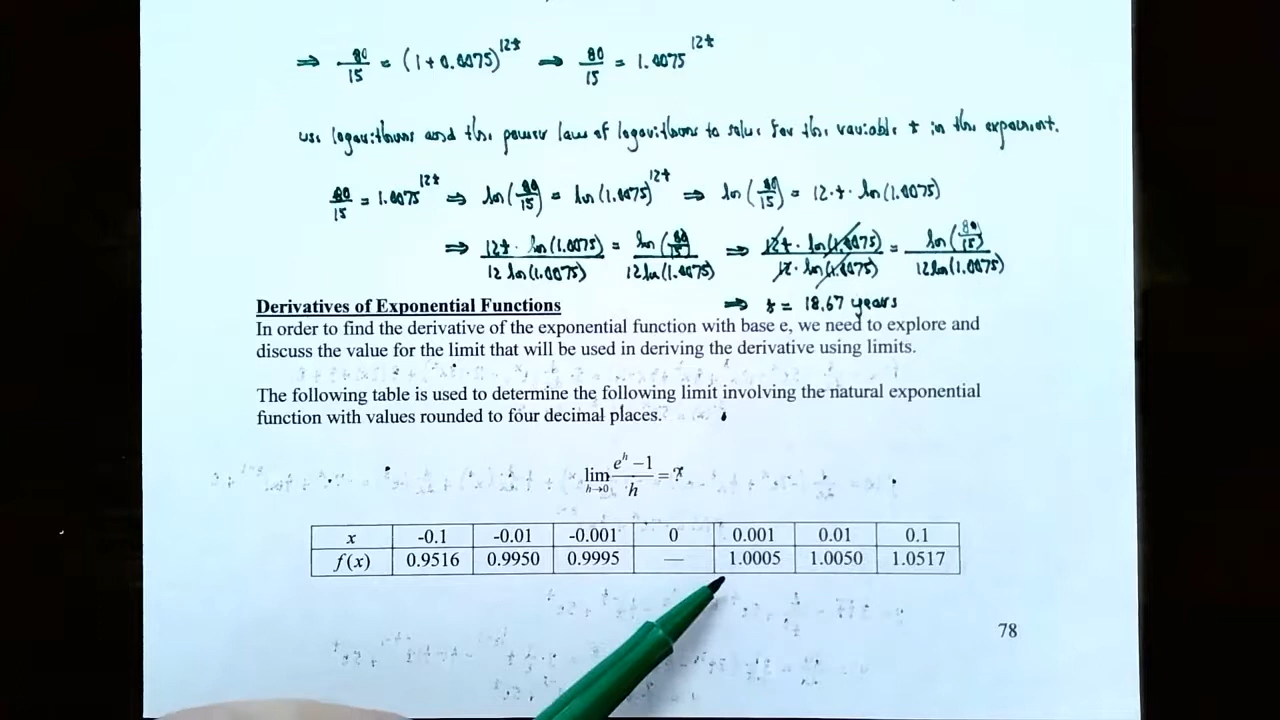 ⇒ 80/15 = (1+0.0075)^12t ⇒ 80/15 = 1.0075^12t
use logarithms and the power law of logarithms to solve for the variable t in the exponent.
80/15 = 1.0075^12t ⇒ ln(80/15) = ln(1.0075)^12t ⇒ ln(80/15) = 12·t·ln(1.0075)
⇒ 12t·ln(1.0075)/12 ln(1.0075) = ln(80/15)/12ln(1.0075) ⇒ 12t·ln(1.0075)/12·ln(1.0075) = ln(80/15)/12ln(1.0075)
⇒ t = 18.67 years
Derivatives of Exponential Functions
In order to find the derivative of the exponential function with base e, we need to explore and
discuss the value for the limit that will be used in deriving the derivative using limits.
The following table is used to determine the following limit involving the natural exponential
function with values rounded to four decimal places.
lim h→0 (e^h −1)/h = ?
x -0.1 -0.01 -0.001 0 0.001 0.01 0.1
f(x) 0.9516 0.9950 0.9995 — 1.0005 1.0050 1.0517
78